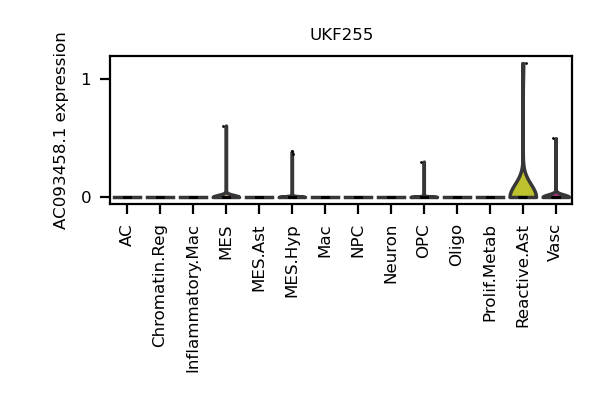 UKF255
AC093458.1 expression
1
0
AC
Chromatin.Reg
Inflammatory.Mac
MES
MES.Ast
MES.Hyp
Mac
NPC
Neuron
OPC
Oligo
Prolif.Metab
Reactive.Ast
Vasc